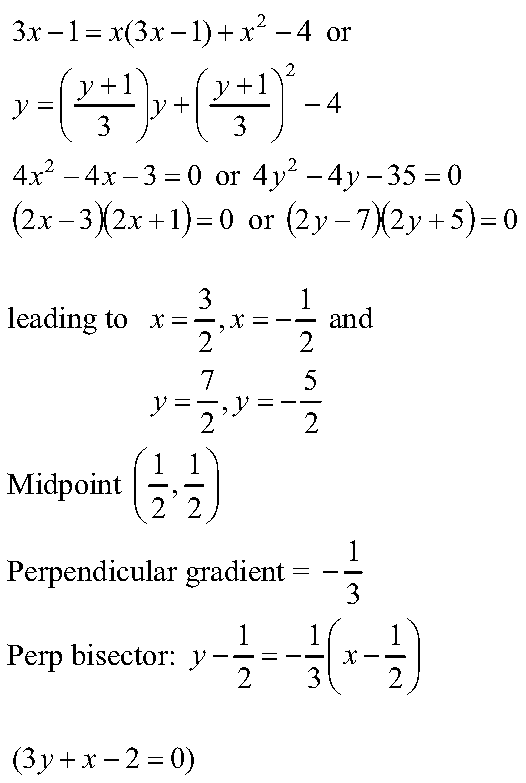 3x − 1 = x(3x − 1) + x² − 4 or
y = ((y + 1)/3)y + ((y + 1)/3)² − 4
4x² − 4x − 3 = 0 or 4y² − 4y − 35 = 0
(2x − 3)(2x + 1) = 0 or (2y − 7)(2y + 5) = 0
leading to x = 3/2, x = −1/2 and
y = 7/2, y = −5/2
Midpoint (1/2, 1/2)
Perpendicular gradient = −1/3
Perp bisector: y − 1/2 = −1/3(x − 1/2)
(3y + x − 2 = 0)